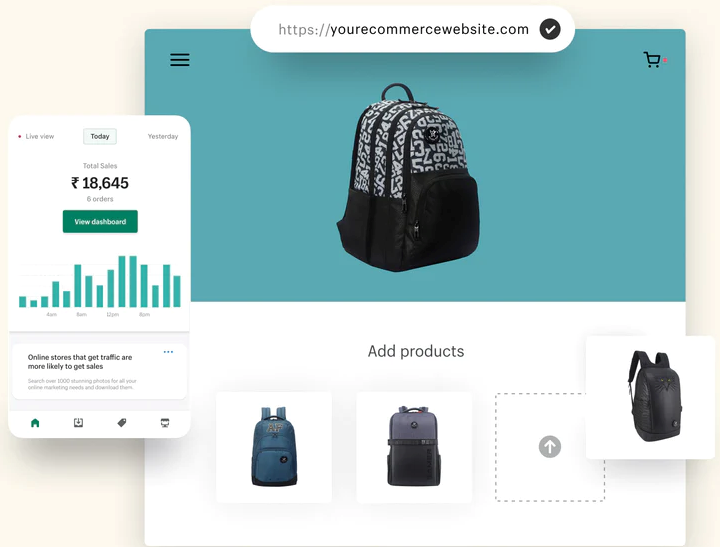 https://yourecommercewebsite.com
Live view
Today
Yesterday
Total Sales
₹ 18,645
6 orders
View dashboard
4am
8am
12pm
8pm
Online stores that get traffic are
more likely to get sales
Search over 1000 stunning photos for all your
online marketing needs and download them.
Add products